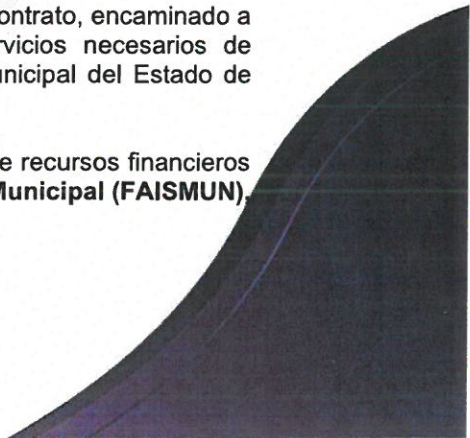 ontrato, encaminado a
rvicios necesarios de
unicipal del Estado de
e recursos financieros
Municipal (FAISMUN),